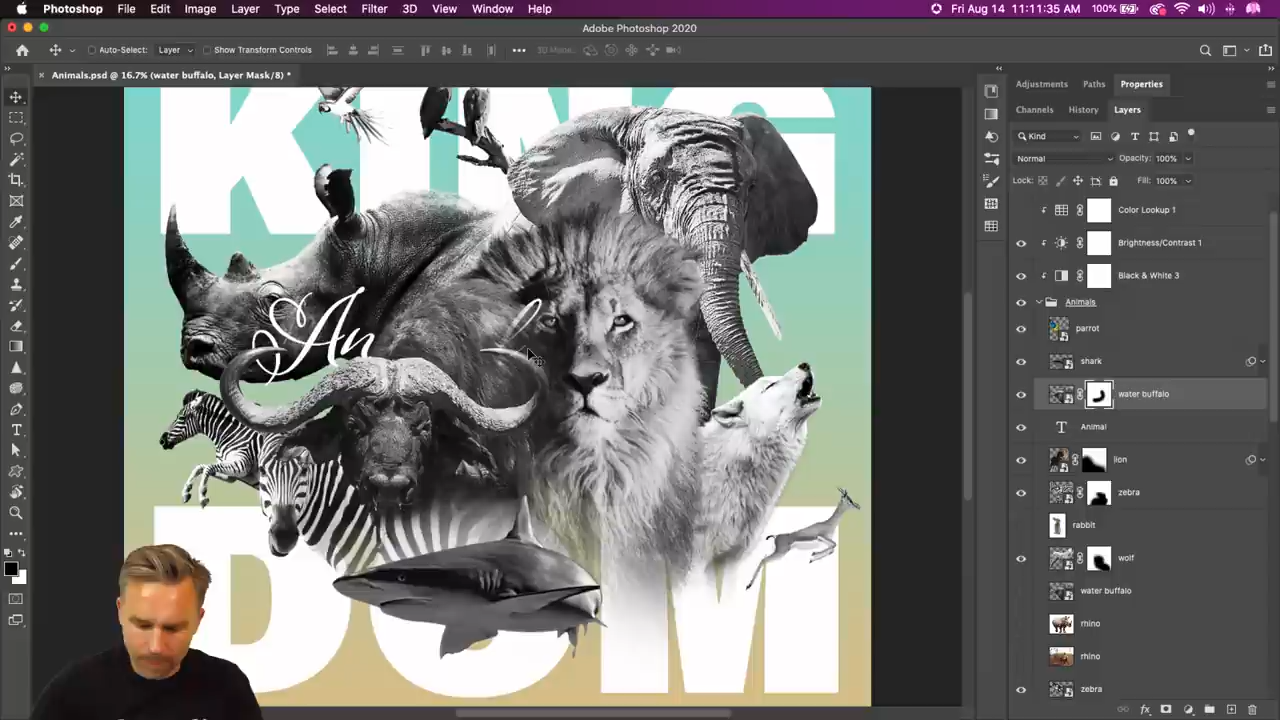 Photoshop File Edit Image Layer Type Select Filter 3D View Window Help 100% Fri Aug 14 11:11:35 AM
Adobe Photoshop 2020
Auto-Select: Layer Show Transform Controls 3D Mode:
× Animals.psd @ 16.7% (water buffalo, Layer Mask/8) *
KING
An
DOM
Adjustments Paths Properties
Channels History Layers
Kind
Normal Opacity: 100%
Lock: Fill: 100%
Color Lookup 1
Brightness/Contrast 1
Black & White 3
Animals
parrot
shark
water buffalo
T Animal
lion
zebra
rabbit
wolf
water buffalo
rhino
rhino
zebra
fx